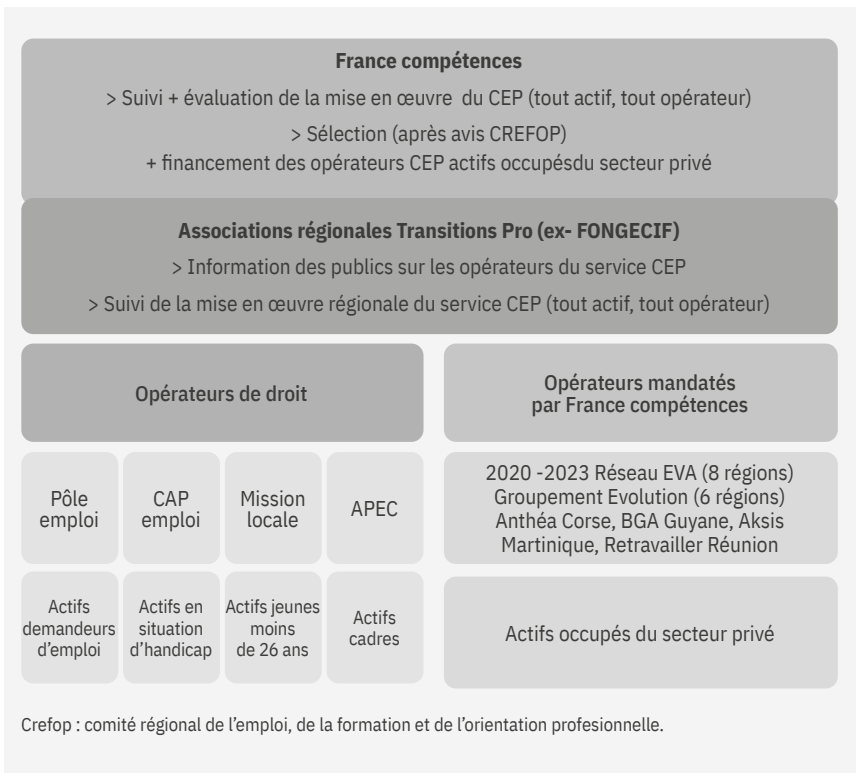 France compétences
> Suivi + évaluation de la mise en œuvre du CEP (tout actif, tout opérateur)
> Sélection (après avis CREFOP)
+ financement des opérateurs CEP actifs occupésdu secteur privé
Associations régionales Transitions Pro (ex- FONGECIF)
> Information des publics sur les opérateurs du service CEP
> Suivi de la mise en œuvre régionale du service CEP (tout actif, tout opérateur)
Opérateurs de droit
Opérateurs mandatés
par France compétences
Pôle
emploi
CAP
emploi
Mission
locale
APEC
2020 -2023 Réseau EVA (8 régions)
Groupement Evolution (6 régions)
Anthéa Corse, BGA Guyane, Aksis
Martinique, Retravailler Réunion
Actifs
demandeurs
d'emploi
Actifs en
situation
d'handicap
Actifs jeunes
moins
de 26 ans
Actifs
cadres
Actifs occupés du secteur privé
Crefop : comité régional de l'emploi, de la formation et de l'orientation profesionnelle.